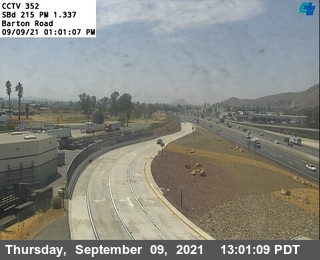 CCTV 352
SBd 215 PM 1.337
Barton Road
09/09/21 01:01:07 PM
Thursday, September 09, 2021 13:01:09 PDT